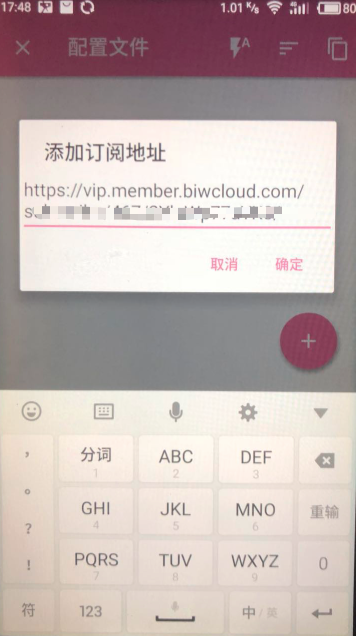 17:48
1.01 K/s
4G
80
配置文件
A
添加订阅地址
https://vip.member.biwcloud.com/
取消 确定
+
分词 ABC DEF
1 2 3
GHI JKL MNO 重输
4 5 6
PQRS TUV WXYZ 0
7 8 9
， 。 ? !
符 123 中/英